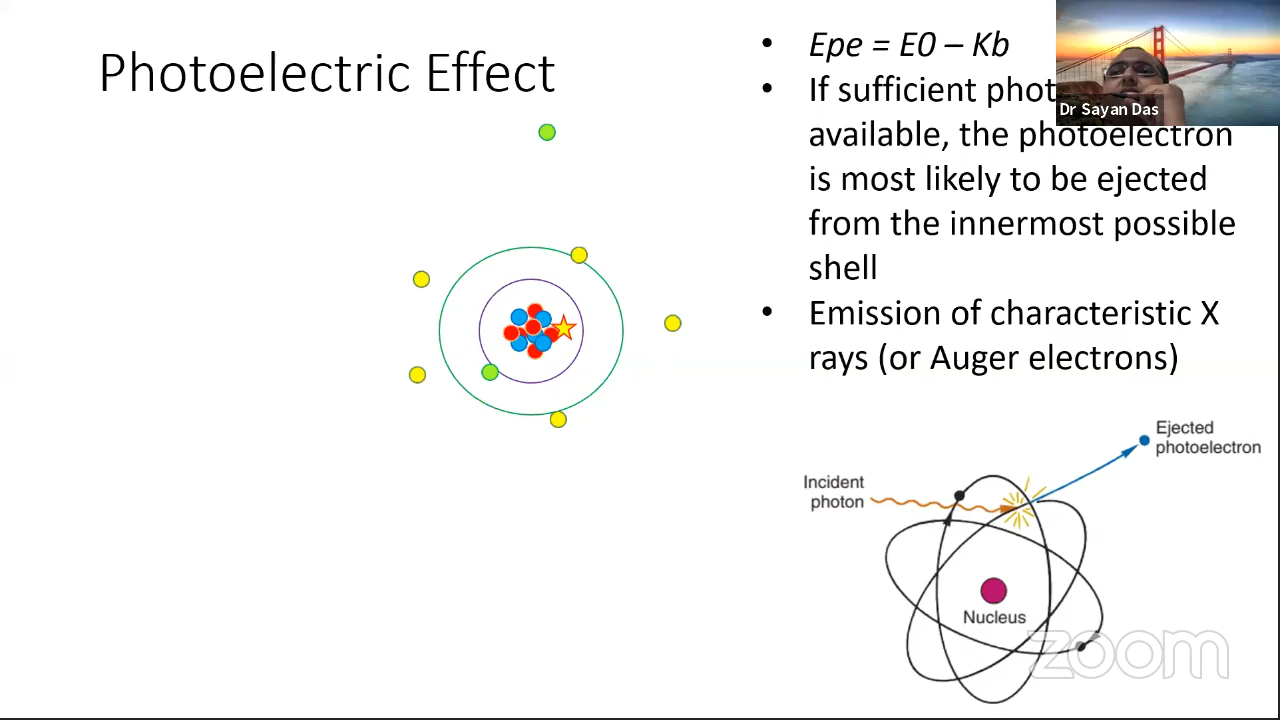 Photoelectric Effect
• Epe = E0 – Kb
• If sufficient
available, the photoelectron
is most likely to be ejected
from the innermost possible
shell
• Emission of characteristic X
rays (or Auger electrons)
Dr Sayan Das
Ejected
photoelectron
Incident
photon
Nucleus
zoom